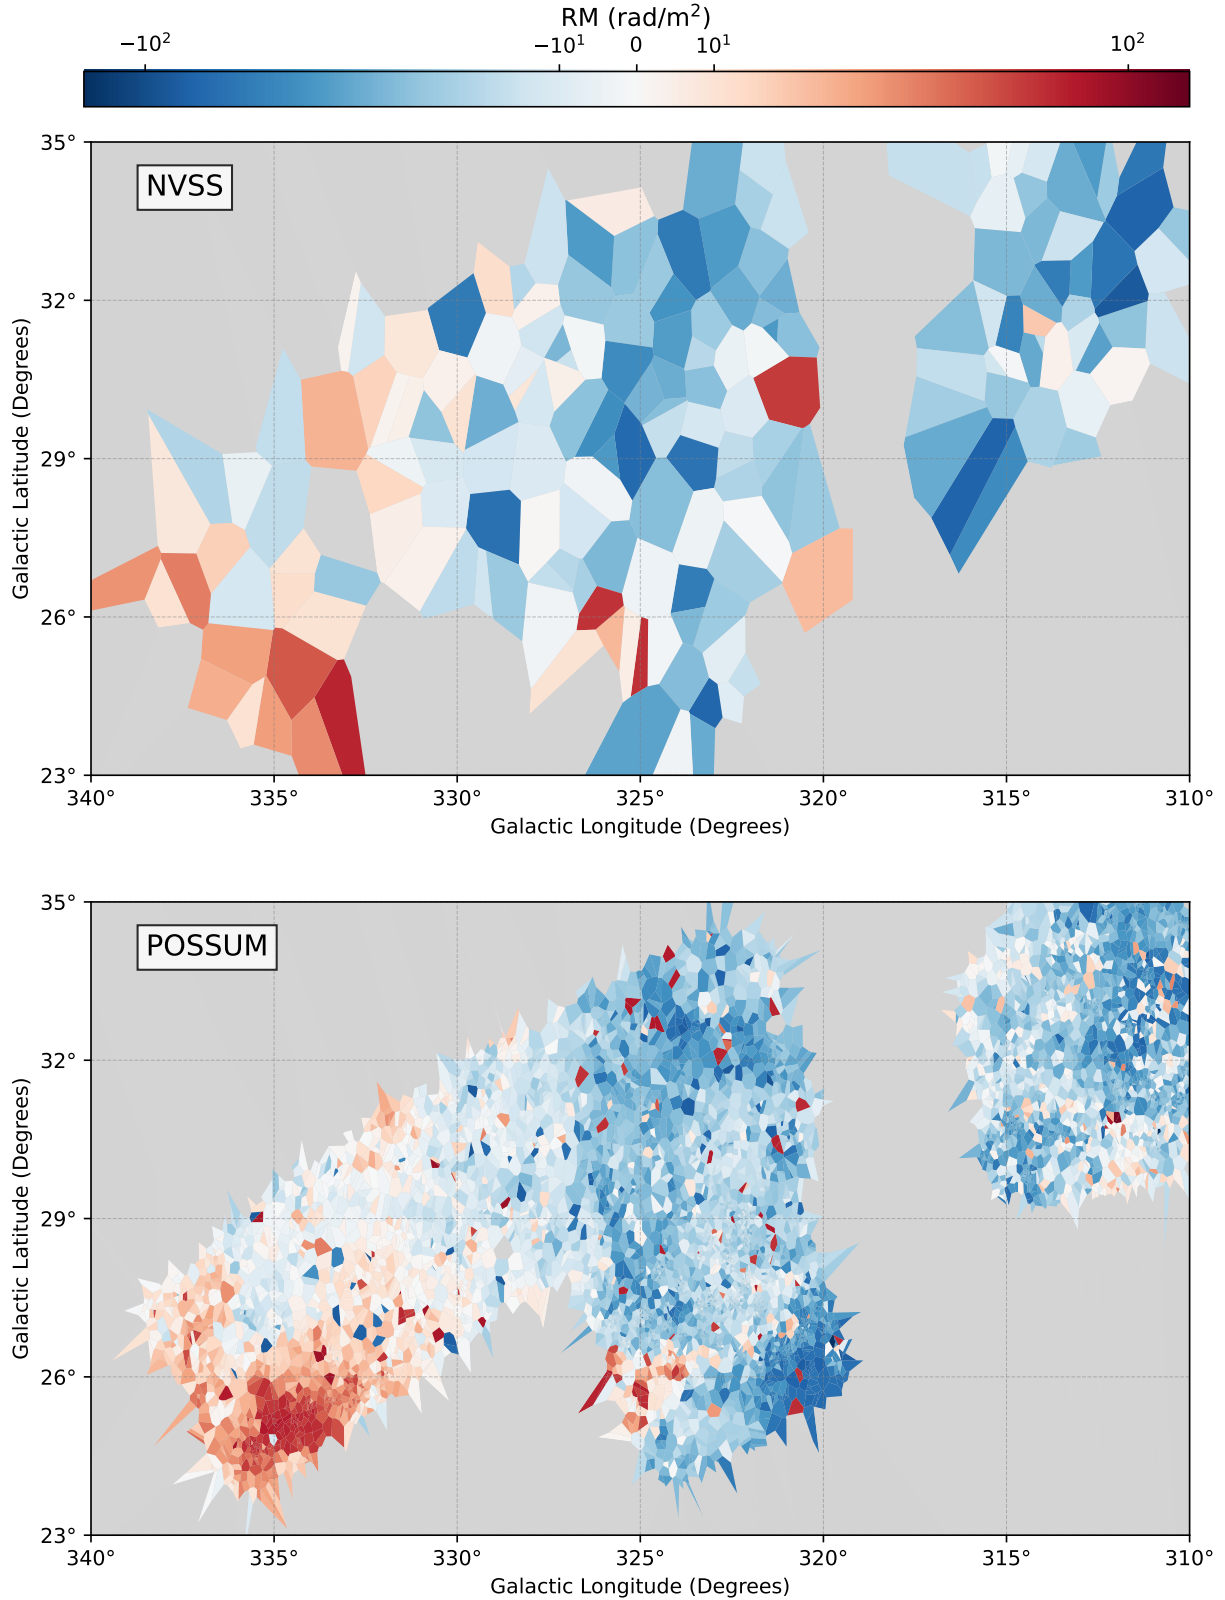 RM (rad/m²)
−10² −10¹ 0 10¹ 10²
35°
NVSS
32°
29°
26°
23°
Galactic Latitude (Degrees)
340° 335° 330° 325° 320° 315° 310°
Galactic Longitude (Degrees)
35°
POSSUM
32°
29°
26°
23°
Galactic Latitude (Degrees)
340° 335° 330° 325° 320° 315° 310°
Galactic Longitude (Degrees)